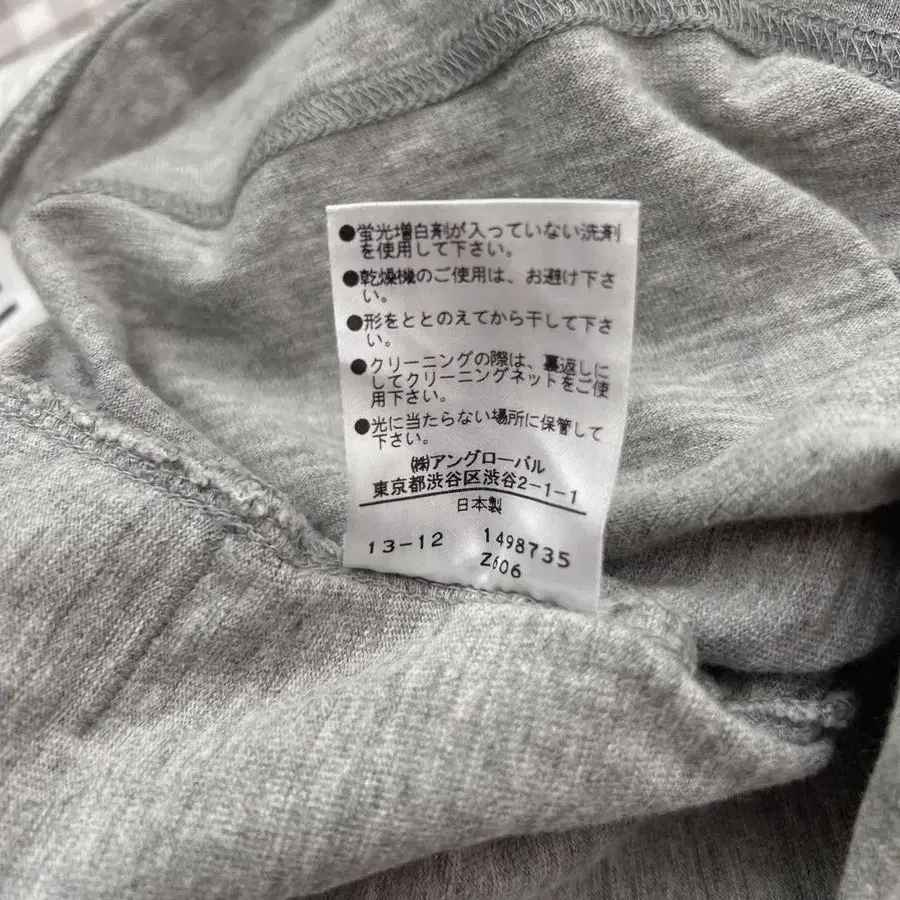 ●蛍光増白剤が入っていない洗剤
を使用して下さい。
●乾燥機のご使用は、お避け下さ
い。
●形をととのえてから干して下さ
い。
●クリーニングの際は、裏返しに
してクリーニングネットをご使
用下さい。
●光に当たらない場所に保管して
下さい。
㈱アングローバル
東京都渋谷区渋谷2-1-1
日本製
13-12 1498735
Z606